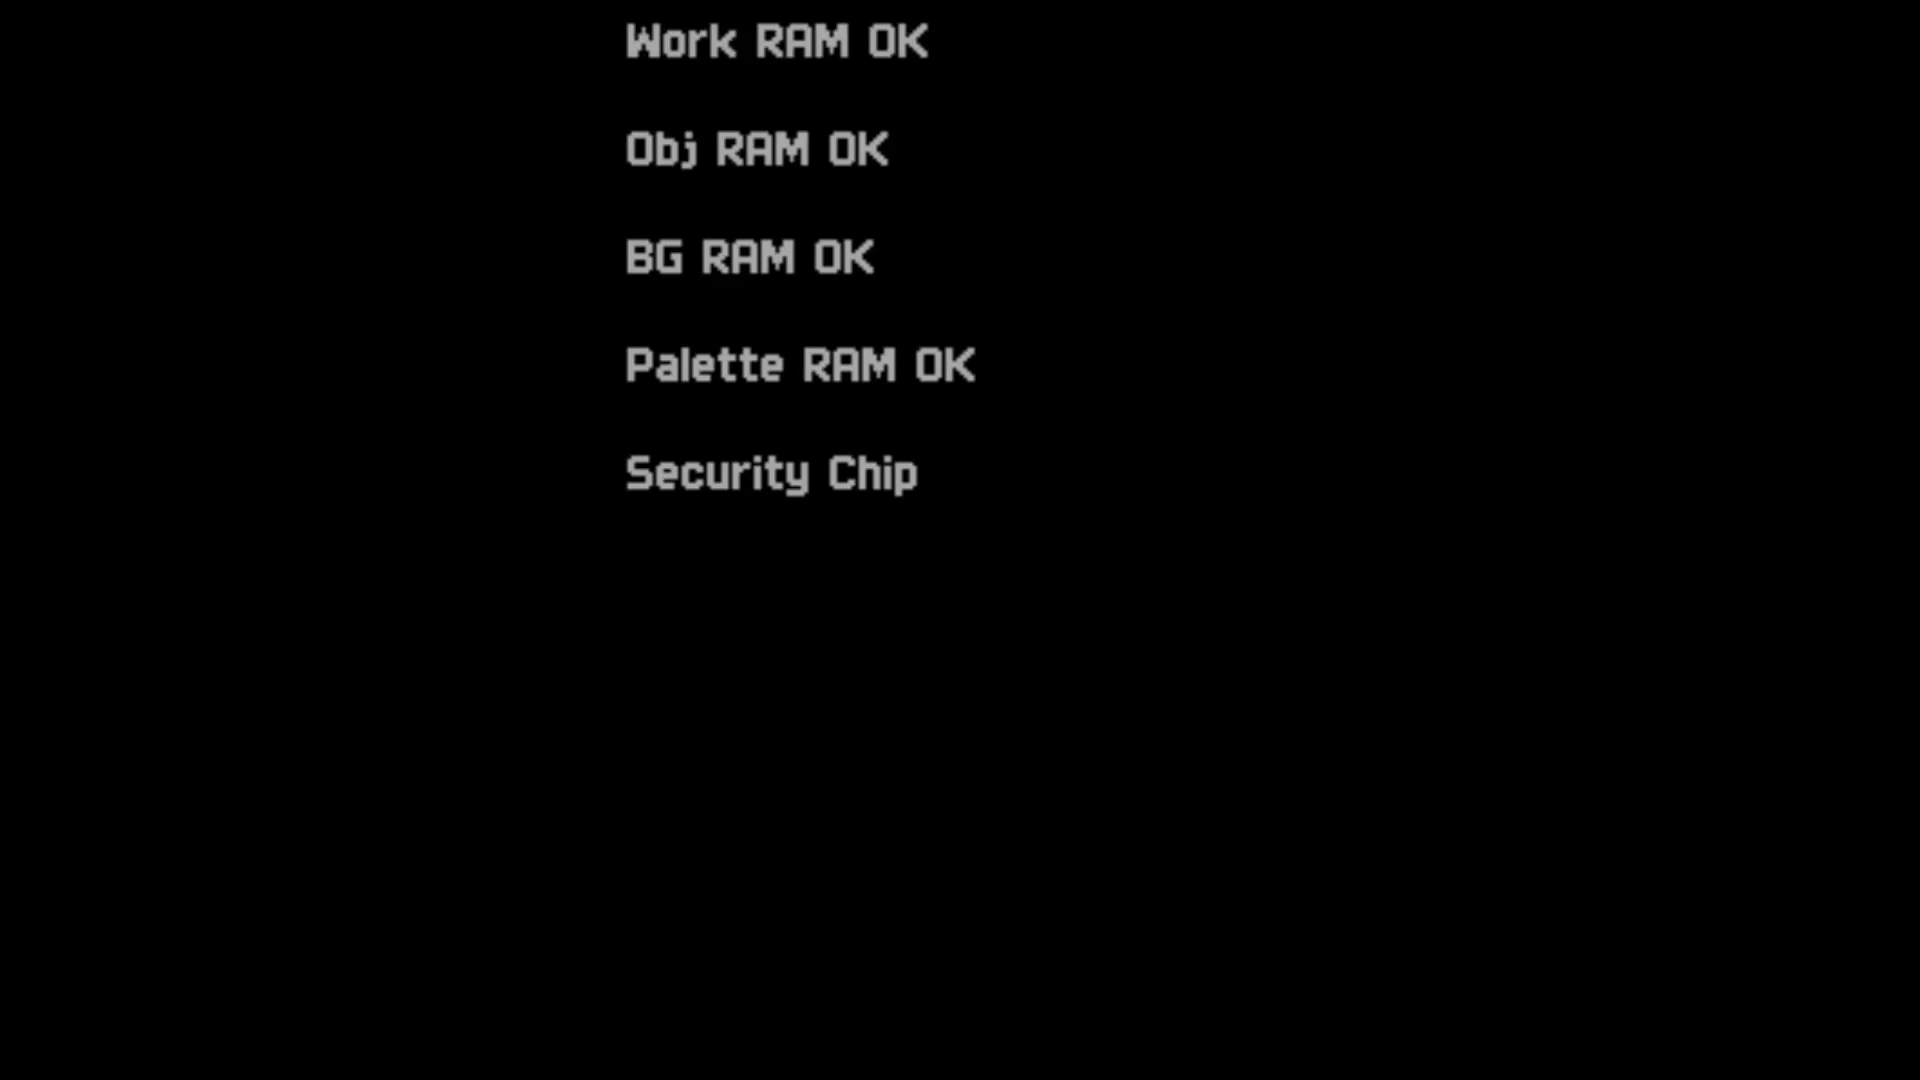 Work RAM OK
Obj RAM OK
BG RAM OK
Palette RAM OK
Security Chip